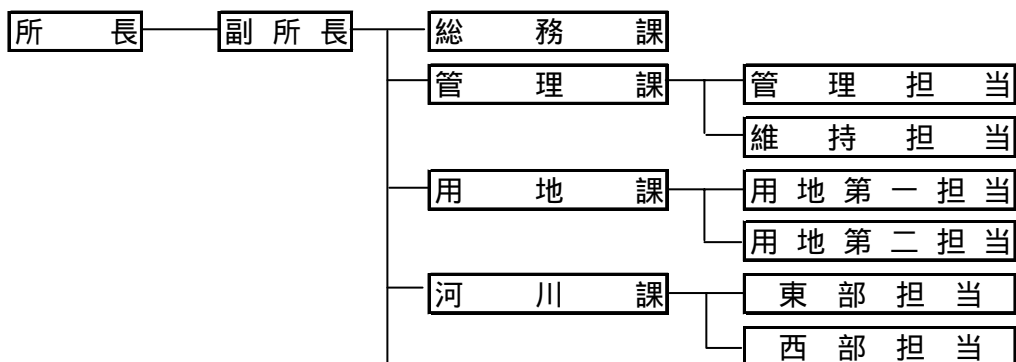 所長 副所長 総務課
管理課 管理担当
維持担当
用地課 用地第一担当
用地第二担当
河川課 東部担当
西部担当